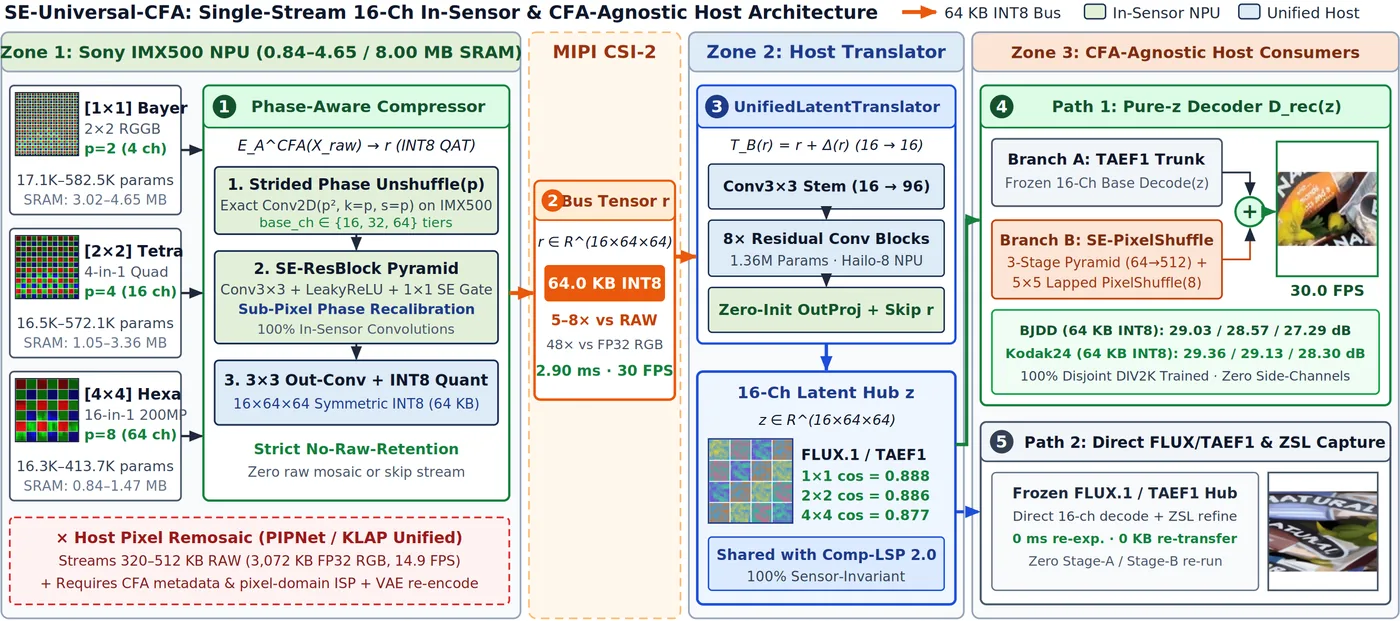 SE-Universal-CFA: Single-Stream 16-Ch In-Sensor & CFA-Agnostic Host Architecture
64 KB INT8 Bus
In-Sensor NPU
Unified Host
Zone 1: Sony IMX500 NPU (0.84–4.65 / 8.00 MB SRAM)
[1×1] Bayer
2×2 RGGB
p=2 (4 ch)
17.1K–582.5K params
SRAM: 3.02–4.65 MB
[2×2] Tetra
4-in-1 Quad
p=4 (16 ch)
16.5K–572.1K params
SRAM: 1.05–3.36 MB
[4×4] Hexa
16-in-1 200MP
p=8 (64 ch)
16.3K–413.7K params
SRAM: 0.84–1.47 MB
1 Phase-Aware Compressor
E_A^CFA(X_raw) → r (INT8 QAT)
1. Strided Phase Unshuffle(p)
Exact Conv2D(p², k=p, s=p) on IMX500
base_ch ∈ {16, 32, 64} tiers
2. SE-ResBlock Pyramid
Conv3×3 + LeakyReLU + 1×1 SE Gate
Sub-Pixel Phase Recalibration
100% In-Sensor Convolutions
3. 3×3 Out-Conv + INT8 Quant
16×64×64 Symmetric INT8 (64 KB)
Strict No-Raw-Retention
Zero raw mosaic or skip stream
× Host Pixel Remosaic (PIPNet / KLAP Unified)
Streams 320–512 KB RAW (3,072 KB FP32 RGB, 14.9 FPS)
+ Requires CFA metadata & pixel-domain ISP + VAE re-encode
MIPI CSI-2
2 Bus Tensor r
r ∈ R^(16×64×64)
64.0 KB INT8
5–8× vs RAW
48× vs FP32 RGB
2.90 ms · 30 FPS
Zone 2: Host Translator
3 UnifiedLatentTranslator
T_B(r) = r + Δ(r) (16 → 16)
Conv3×3 Stem (16 → 96)
8× Residual Conv Blocks
1.36M Params · Hailo-8 NPU
Zero-Init OutProj + Skip r
16-Ch Latent Hub z
z ∈ R^(16×64×64)
FLUX.1 / TAEF1
1×1 cos = 0.888
2×2 cos = 0.886
4×4 cos = 0.877
Shared with Comp-LSP 2.0
100% Sensor-Invariant
Zone 3: CFA-Agnostic Host Consumers
4 Path 1: Pure-z Decoder D_rec(z)
Branch A: TAEF1 Trunk
Frozen 16-Ch Base Decode(z)
Branch B: SE-PixelShuffle
3-Stage Pyramid (64→512) +
5×5 Lapped PixelShuffle(8)
+
30.0 FPS
BJDD (64 KB INT8): 29.03 / 28.57 / 27.29 dB
Kodak24 (64 KB INT8): 29.36 / 29.13 / 28.30 dB
100% Disjoint DIV2K Trained · Zero Side-Channels
5 Path 2: Direct FLUX/TAEF1 & ZSL Capture
Frozen FLUX.1 / TAEF1 Hub
Direct 16-ch decode + ZSL refine
0 ms re-exp. · 0 KB re-transfer
Zero Stage-A / Stage-B re-run
NATURAL
NATURAL